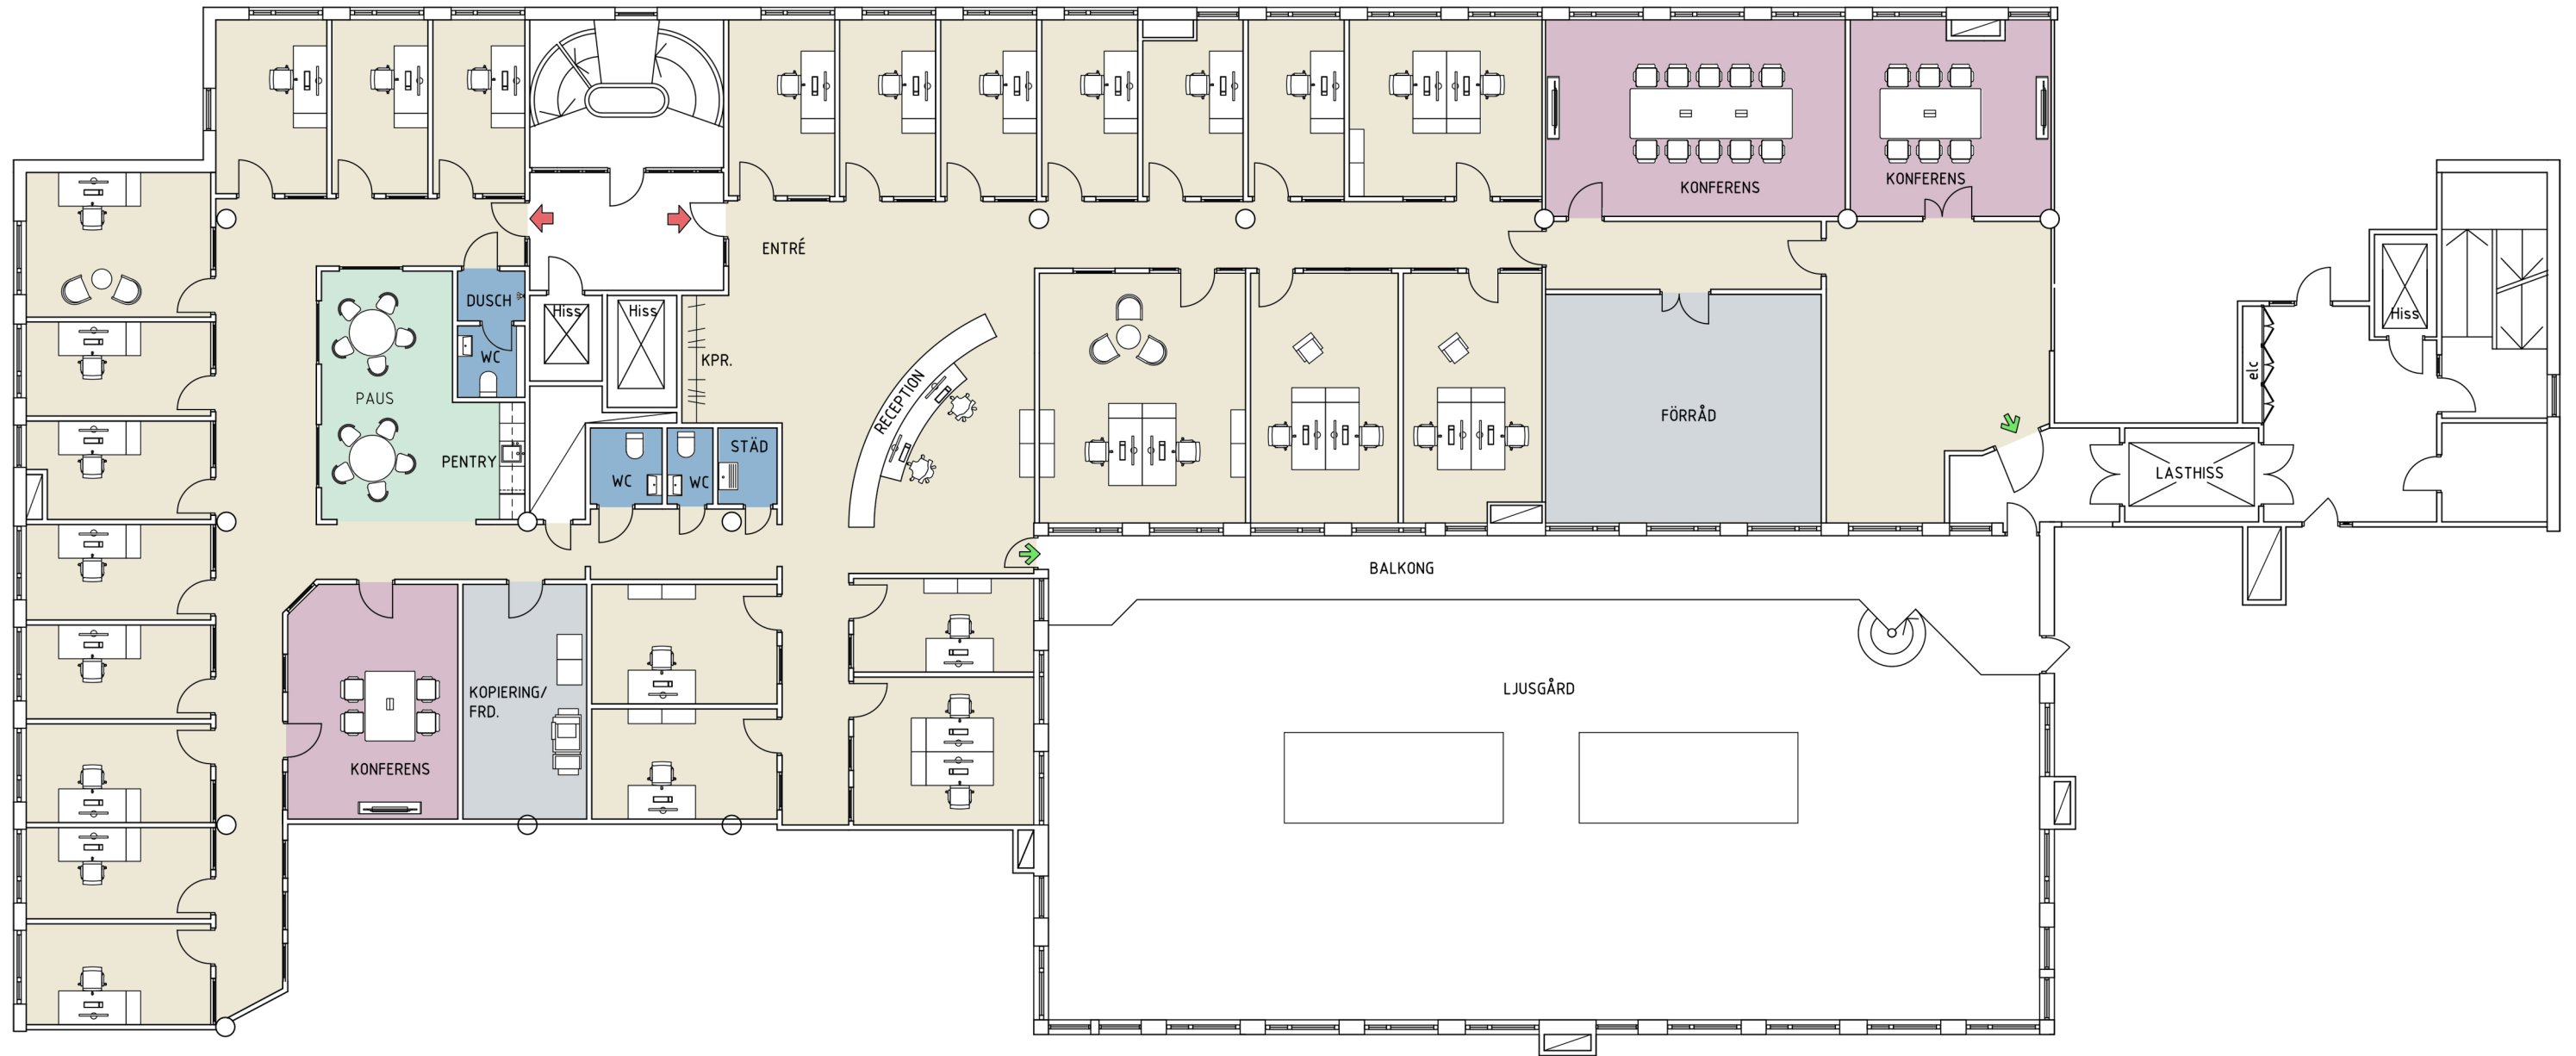 KONFERENS
KONFERENS
ENTRÉ
DUSCH
Hiss
Hiss
Hiss
WC
KPR.
elc
PAUS
RECEPTION
FÖRRÅD
PENTRY
STÄD
WC
WC
LASTHISS
BALKONG
KOPIERING/
FRD.
LJUSGÅRD
KONFERENS